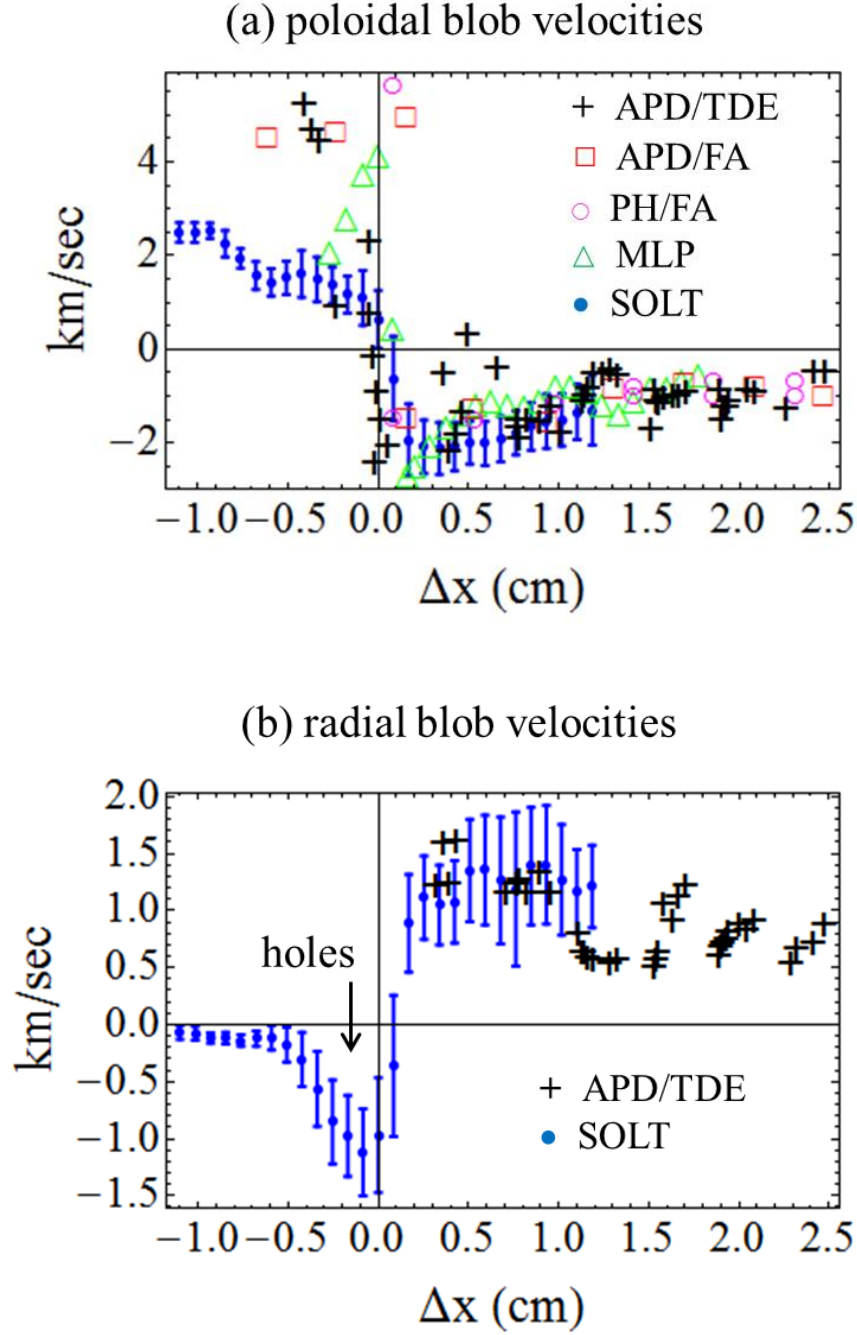 (a) poloidal blob velocities
km/sec
4
2
0
−2
+ APD/TDE
□ APD/FA
○ PH/FA
△ MLP
• SOLT
−1.0 −0.5 0.0 0.5 1.0 1.5 2.0 2.5
Δx (cm)
(b) radial blob velocities
km/sec
2.0
1.5
1.0
0.5
0.0
−0.5
−1.0
−1.5
holes
+ APD/TDE
• SOLT
−1.0 −0.5 0.0 0.5 1.0 1.5 2.0 2.5
Δx (cm)